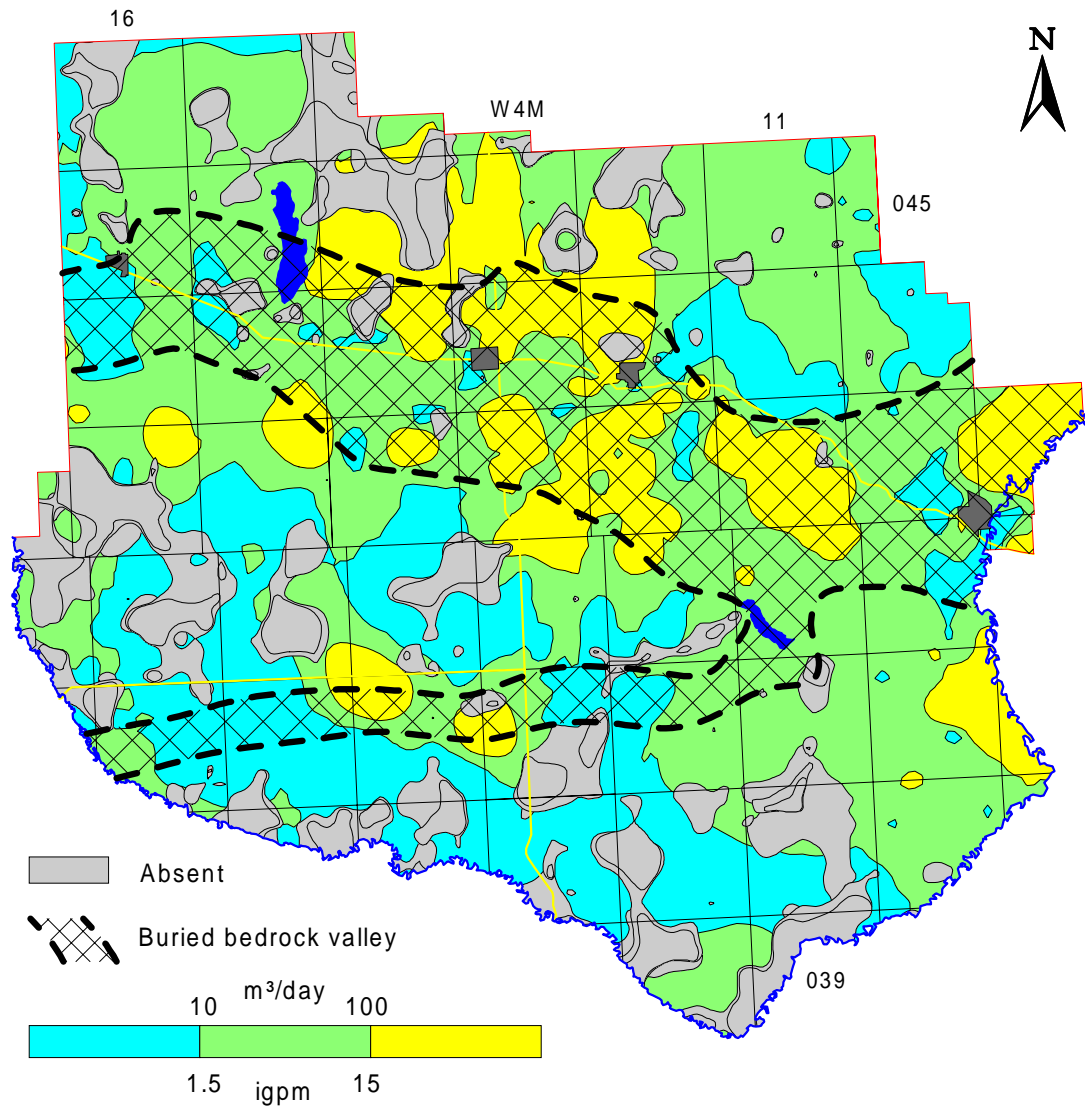 16
N
W4M
11
045
Absent
Buried bedrock valley
039
m³/day
10 100
1.5 15
igpm